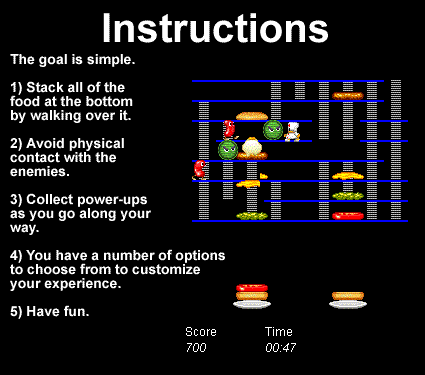 Instructions
The goal is simple.
1) Stack all of the
food at the bottom
by walking over it.
2) Avoid physical
contact with the
enemies.
3) Collect power-ups
as you go along your
way.
4) You have a number of options
to choose from to customize
your experience.
5) Have fun.
Score Time
700 00:47